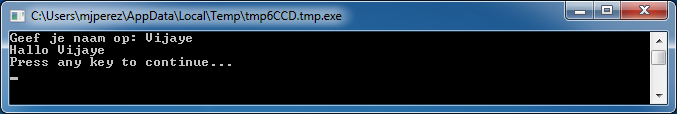 C:\Users\mjperez\AppData\Local\Temp\tmp6CCD.tmp.exe
Geef je naam op: Vijaye
Hallo Vijaye
Press any key to continue...